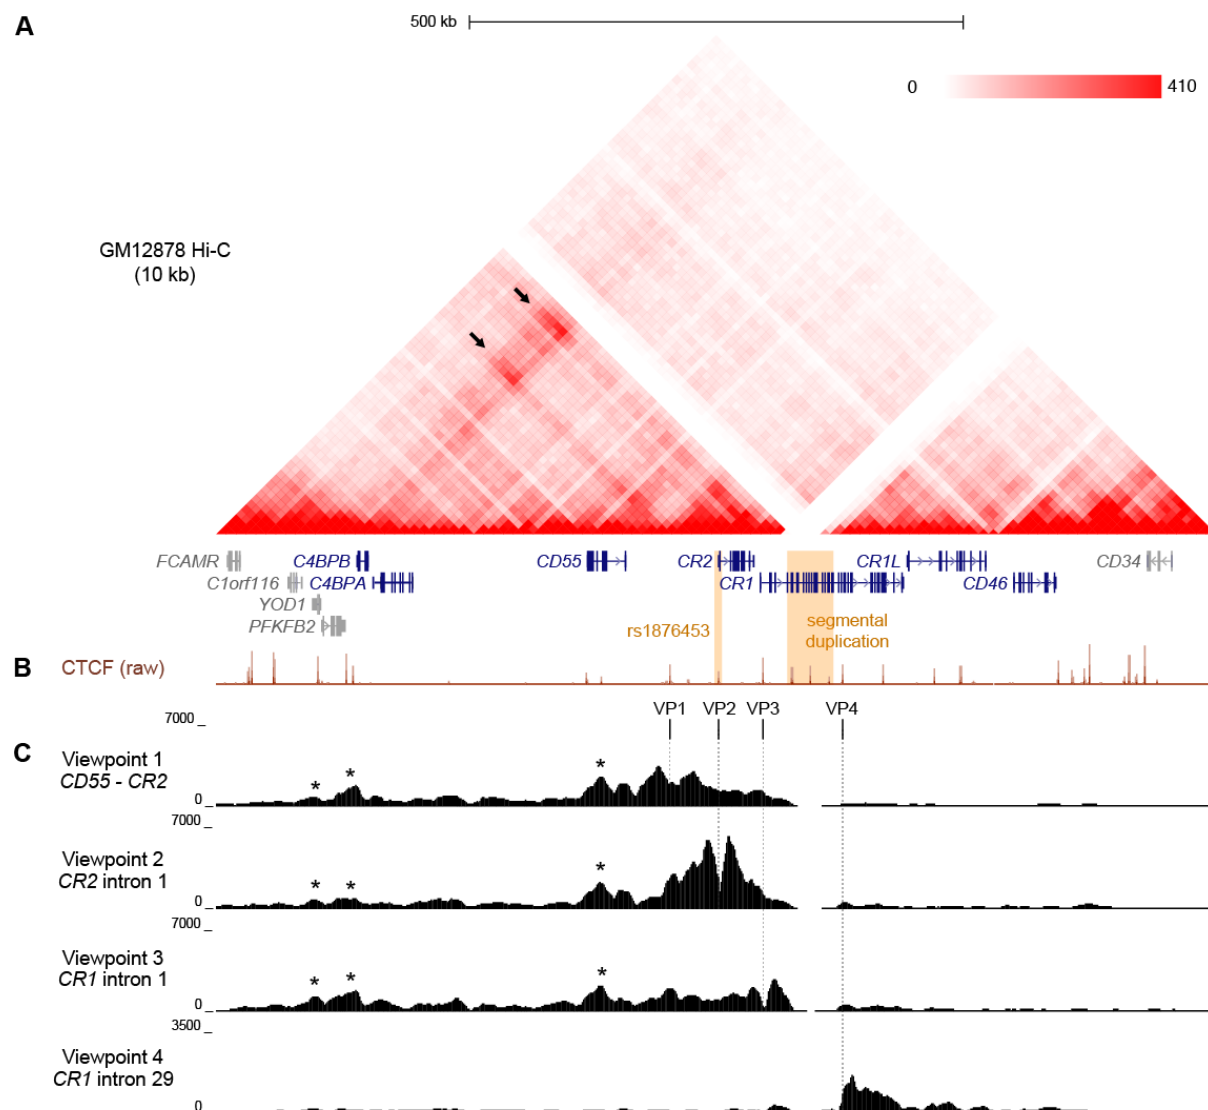 A
500 kb
0
410
GM12878 Hi-C
(10 kb)
FCAMR
C4BPB
CD55
CR2
CR1L
CD34
C1orf116
C4BPA
CR1
CD46
YOD1
PFKFB2
rs1876453
segmental
duplication
B
CTCF (raw)
VP1
VP2
VP3
VP4
7000
C
Viewpoint 1
CD55 - CR2
* * *
0
7000
Viewpoint 2
CR2 intron 1
* * *
0
7000
Viewpoint 3
CR1 intron 1
* * *
0
3500
Viewpoint 4
CR1 intron 29
0